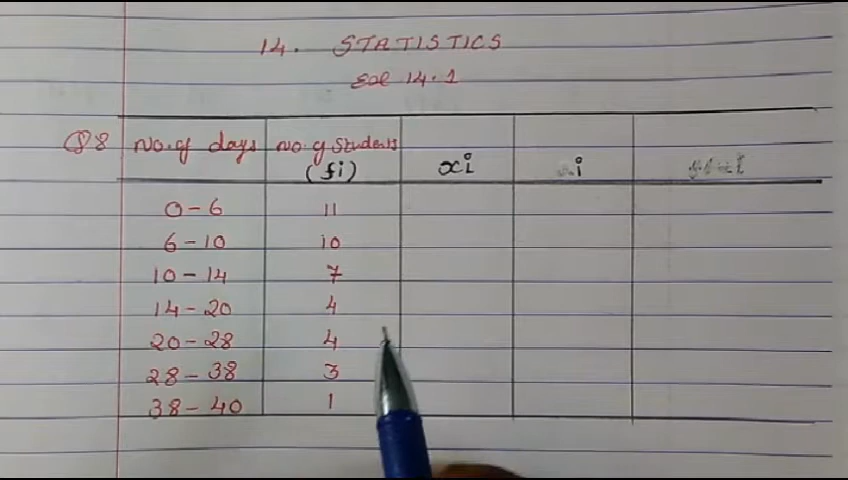 14. STATISTICS
Ex 14.1
Q8 No. of days No. of Students
(fi) xi
0-6 11
6-10 10
10-14 7
14-20 4
20-28 4
28-38 3
38-40 1